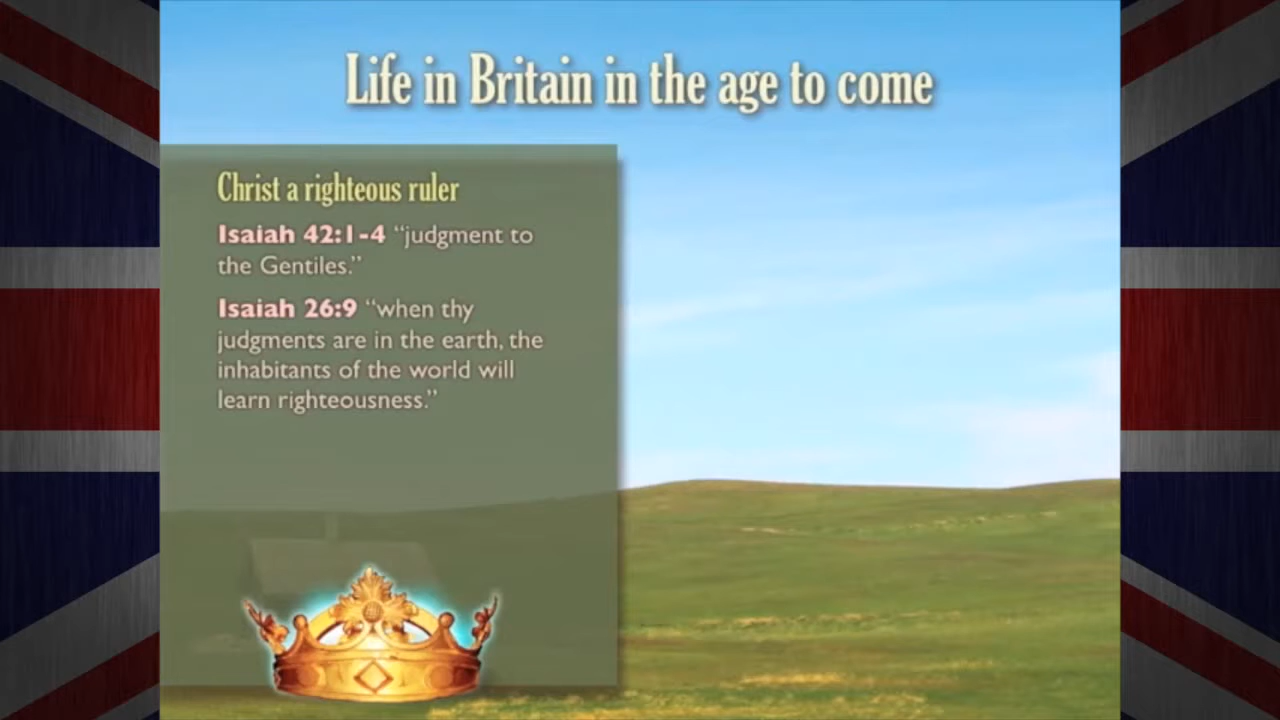 Life in Britain in the age to come
Christ a righteous ruler
Isaiah 42:1-4 “judgment to
the Gentiles.”
Isaiah 26:9 “when thy
judgments are in the earth, the
inhabitants of the world will
learn righteousness.”